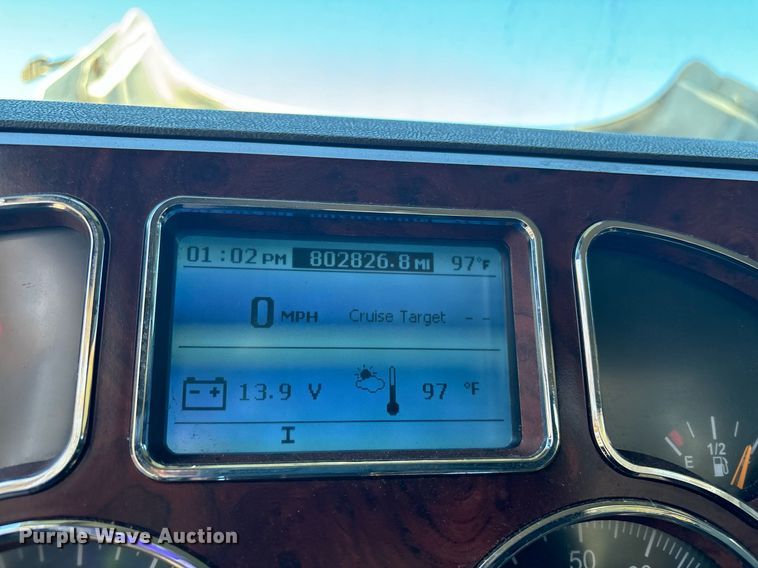 01:02 PM 802826.8 MI 97°F
0 MPH Cruise Target - -
- + 13.9 V 97 °F
I
E 1/2
50
Purple Wave Auction